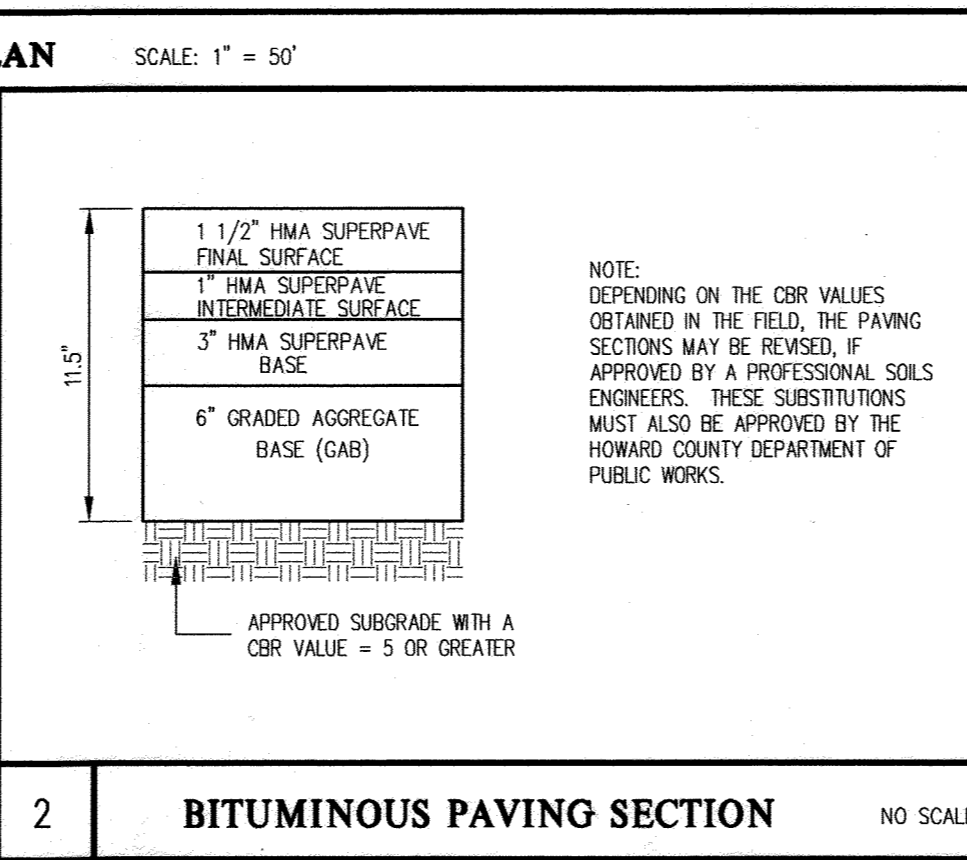 SCALE: 1" = 50'
11.5"
1 1/2" HMA SUPERPAVE
FINAL SURFACE
1" HMA SUPERPAVE
INTERMEDIATE SURFACE
3" HMA SUPERPAVE
BASE
6" GRADED AGGREGATE
BASE (GAB)
APPROVED SUBGRADE WITH A
CBR VALUE = 5 OR GREATER
NOTE:
DEPENDING ON THE CBR VALUES
OBTAINED IN THE FIELD, THE PAVING
SECTIONS MAY BE REVISED, IF
APPROVED BY A PROFESSIONAL SOILS
ENGINEERS. THESE SUBSTITUTIONS
MUST ALSO BE APPROVED BY THE
HOWARD COUNTY DEPARTMENT OF
PUBLIC WORKS.
2 BITUMINOUS PAVING SECTION NO SCALE